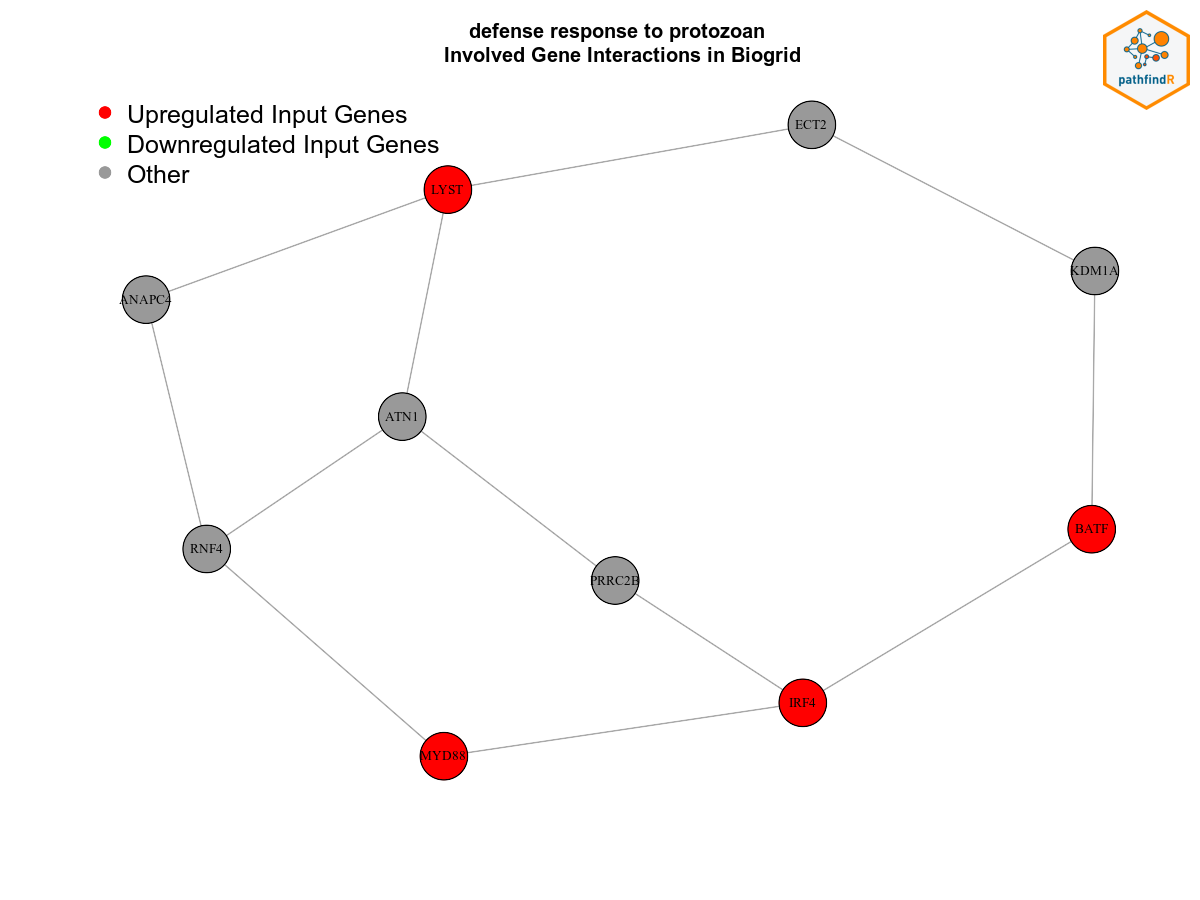 defense response to protozoan
Involved Gene Interactions in Biogrid
pathfindR
Upregulated Input Genes
Downregulated Input Genes
Other
ECT2
LYST
KDM1A
ANAPC4
ATN1
BATF
RNF4
PRRC2B
IRF4
MYD88